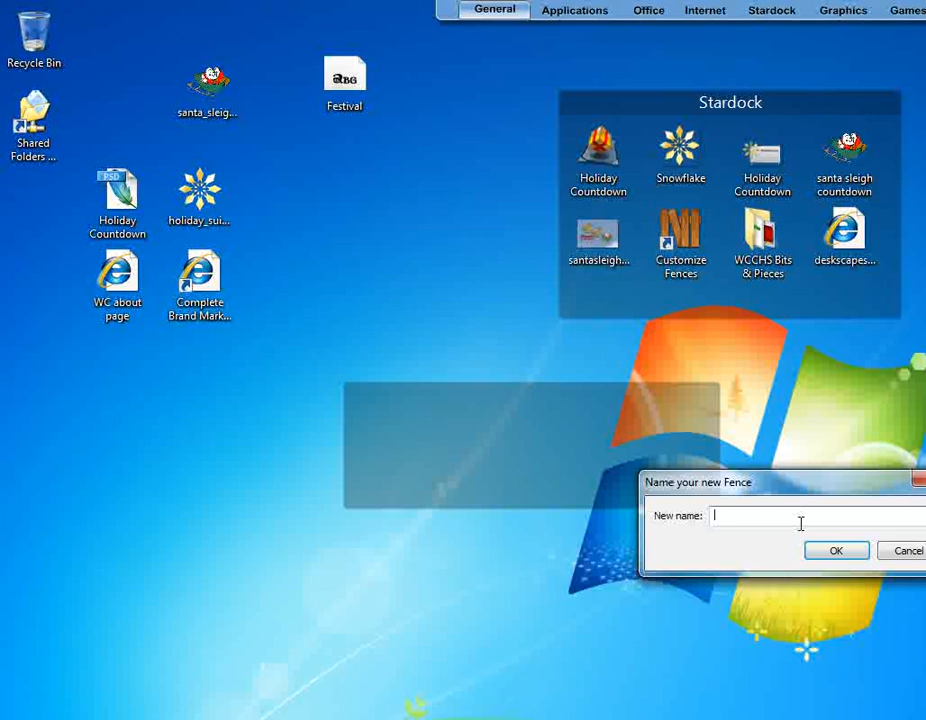 General Applications Office Internet Stardock Graphics Games
Recycle Bin
santa_sleig...
Festival
Shared
Folders ...
Holiday
Countdown
holiday_sui...
WC about
page
Complete
Brand Mark...
Stardock
Holiday
Countdown
Snowflake
Holiday
Countdown
santa sleigh
countdown
santasleigh...
Customize
Fences
WCCHS Bits
& Pieces
deskscapes...
PSD
Name your new Fence
New name:
OK
Cancel